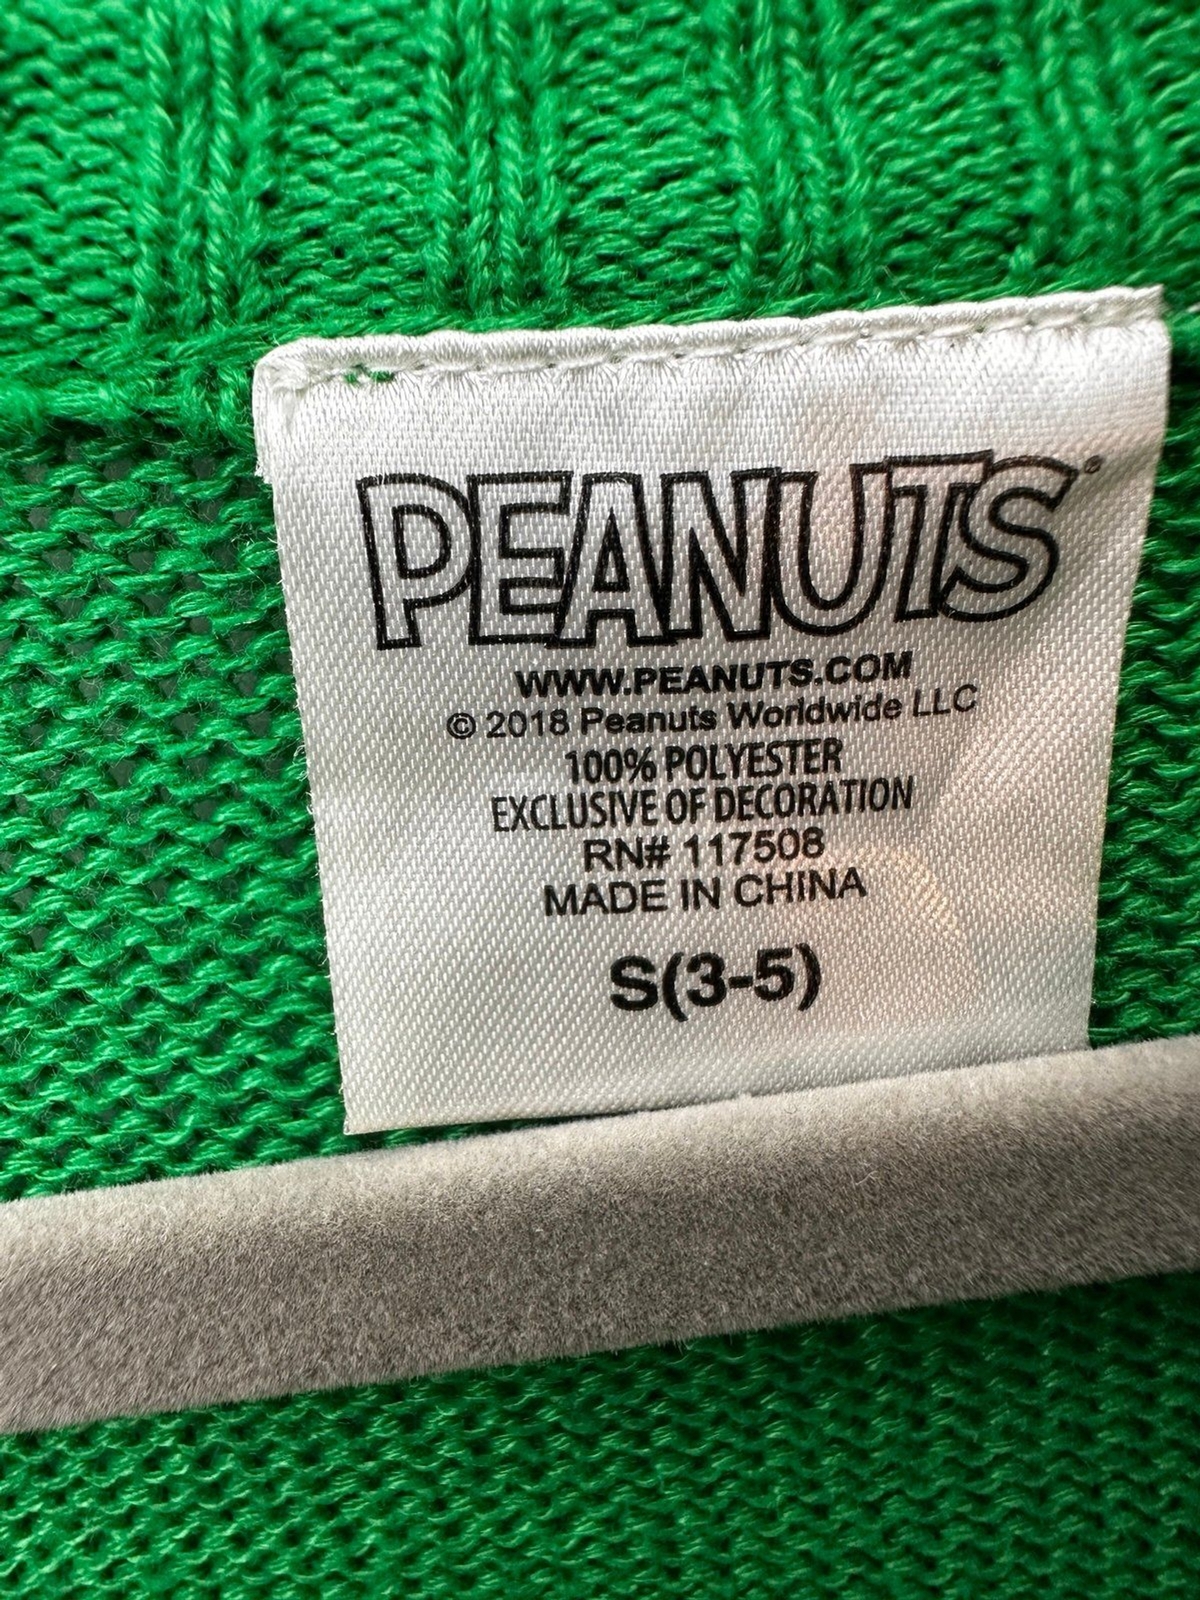 PEANUTS®
WWW.PEANUTS.COM
© 2018 Peanuts Worldwide LLC
100% POLYESTER
EXCLUSIVE OF DECORATION
RN# 117508
MADE IN CHINA
S(3-5)